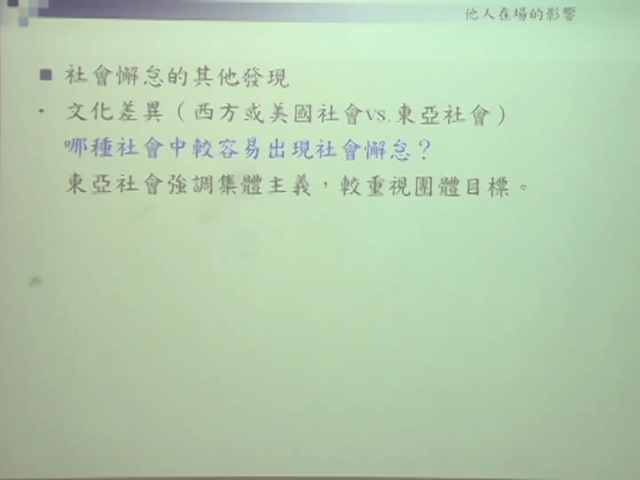 他人在場的影響
■ 社會懈怠的其他發現
· 文化差異（西方或美國社會vs.東亞社會）
哪種社會中較容易出現社會懈怠？
東亞社會強調集體主義，較重視團體目標。